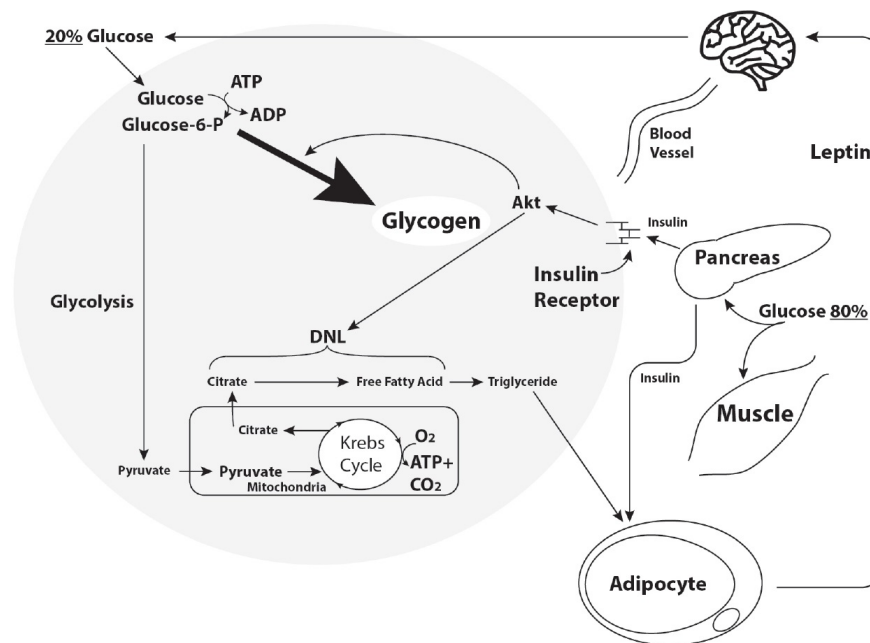 20% Glucose
ATP
Glucose
ADP
Glucose-6-P
Blood
Vessel
Leptin
Akt
Glycogen
Insulin
Pancreas
Insulin
Receptor
Glycolysis
Glucose 80%
DNL
Citrate
Free Fatty Acid
Triglyceride
Insulin
Muscle
Citrate
Krebs
Cycle
O2
ATP+
CO2
Pyruvate
Pyruvate
Mitochondria
Adipocyte